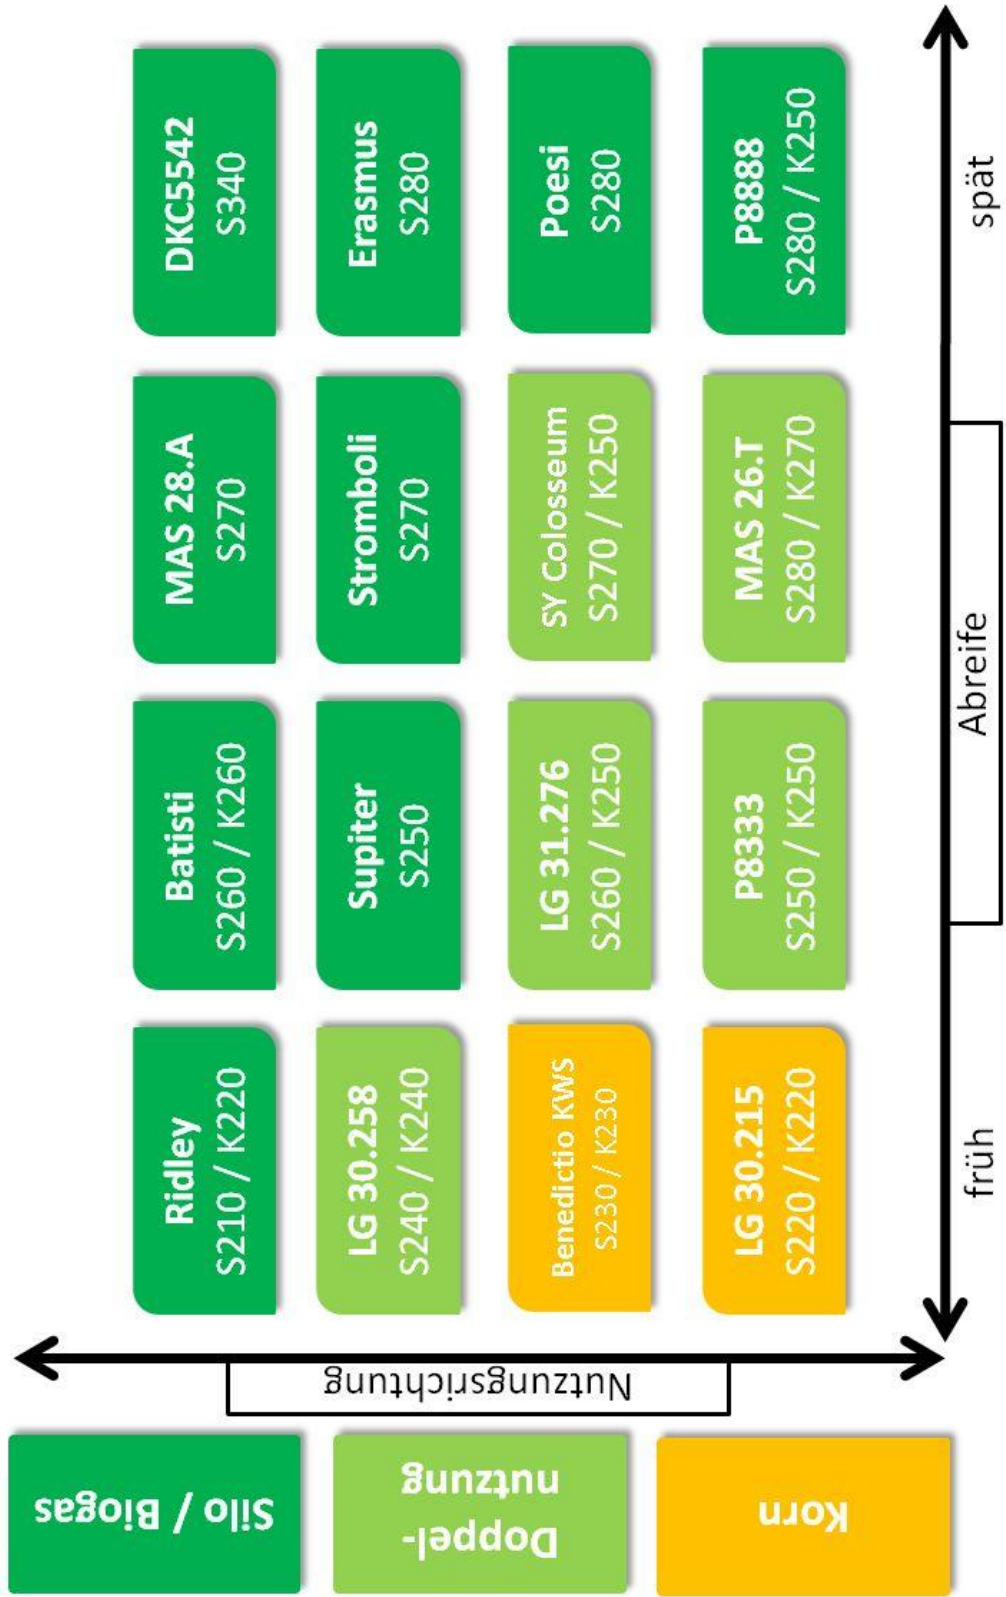 Silo / Biogas
Doppel-
nutzung
Korn
Nutzungsrichtung
Ridley
S210 / K220
Batisti
S260 / K260
MAS 28.A
S270
DKC5542
S340
LG 30.258
S240 / K240
Supiter
S250
Stromboli
S270
Erasmus
S280
Benedictio KWS
S230 / K230
LG 31.276
S260 / K250
SY Colosseum
S270 / K250
Poesi
S280
LG 30.215
S220 / K220
P8333
S250 / K250
MAS 26.T
S280 / K270
P8888
S280 / K250
früh
Abreife
spät